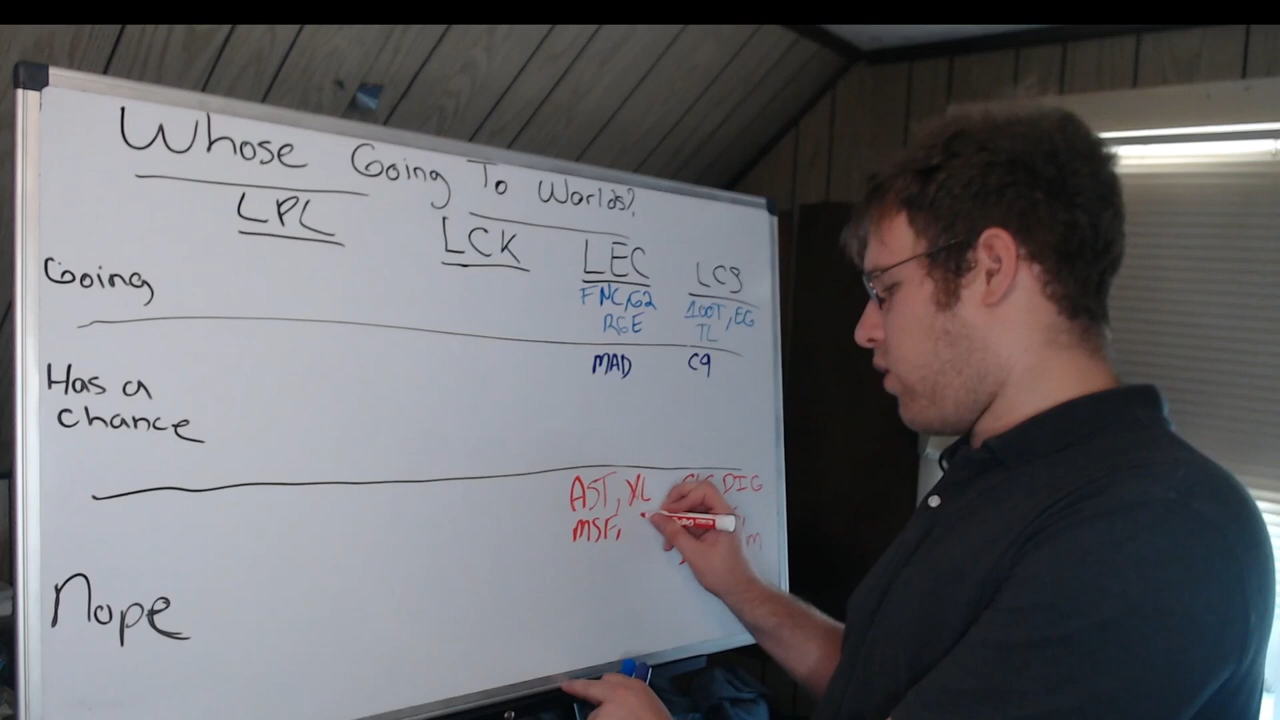 Whose Going To Worlds?
LPL LCK LEC LCS
Going
FNC, G2 100T, EG
RGE TL
Has a MAD C9
chance
AST, XL DIG
MSF,
Nope